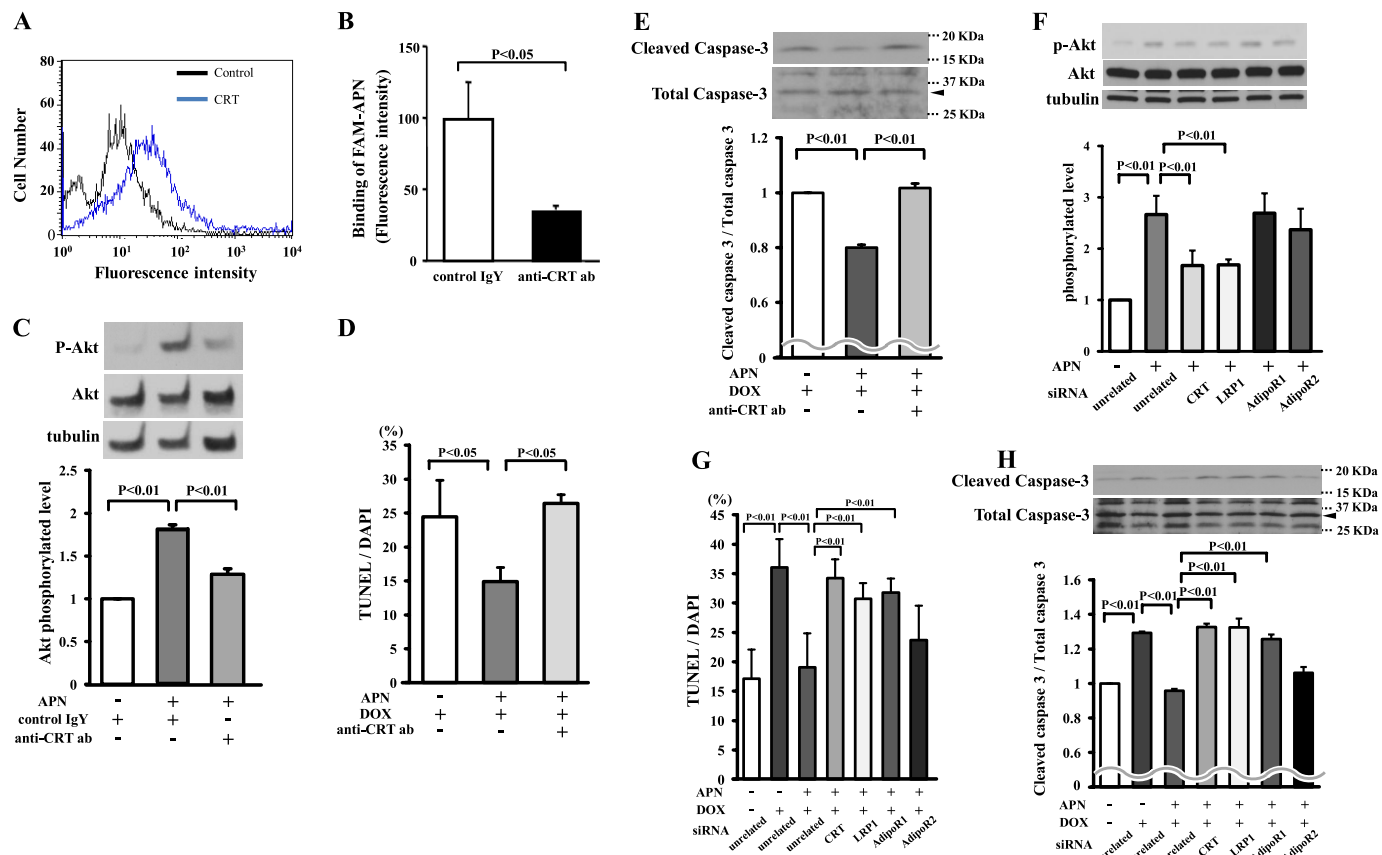 A
80
60
40
20
0
Cell Number
Control
CRT
10⁰ 10¹ 10² 10³ 10⁴
Fluorescence intensity
B
150
100
50
0
Binding of FAM-APN
(Fluorescence intensity)
P<0.05
control IgY anti-CRT ab
C
P-Akt
Akt
tubulin
2.5
2
1.5
1
0.5
0
Akt phosphorylated level
P<0.01 P<0.01
APN - + +
control IgY + + -
anti-CRT ab - - +
D
(%)
35
30
25
20
15
10
5
0
TUNEL / DAPI
P<0.05 P<0.05
APN - + +
DOX + + +
anti-CRT ab - - +
E
Cleaved Caspase-3
20 KDa
15 KDa
Total Caspase-3
37 KDa
25 KDa
1.2
1
0.8
0.6
0
Cleaved caspase 3 / Total caspase 3
P<0.01 P<0.01
APN - + +
DOX + + +
anti-CRT ab - - +
F
p-Akt
Akt
tubulin
4
3
2
1
0
phosphorylated level
P<0.01
P<0.01 P<0.01
APN - + + + + +
siRNA unrelated unrelated CRT LRP1 AdipoR1 AdipoR2
G
(%)
45
40
35
30
25
20
15
10
5
0
TUNEL / DAPI
P<0.01
P<0.01 P<0.01 P<0.01
P<0.01
APN - - + + + + +
DOX - + + + + + +
siRNA unrelated unrelated unrelated CRT LRP1 AdipoR1 AdipoR2
H
Cleaved Caspase-3
20 KDa
15 KDa
Total Caspase-3
37 KDa
25 KDa
1.6
1.4
1.2
1
0.8
0.6
0
Cleaved caspase 3 / Total caspase 3
P<0.01
P<0.01
P<0.01 P<0.01 P<0.01
APN - - + + + + +
DOX - + + + + + +
siRNA CRT LRP1 AdipoR1 AdipoR2